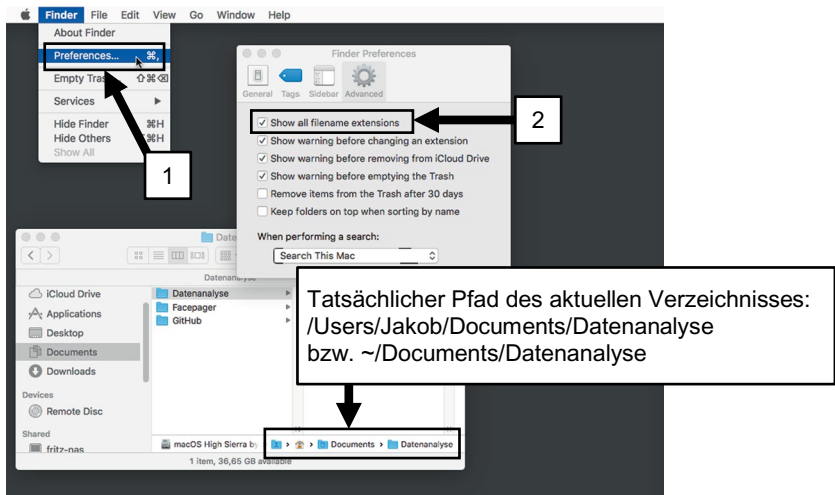 Finder File Edit View Go Window Help
About Finder
Preferences... ⌘,
Empty ⇧⌘⌫
Services
Hide Finder ⌘H
Hide Others ⌘H
Show All
1
Finder Preferences
General Tags Sidebar Advanced
Show all filename extensions
2
Show warning before changing an extension
Show warning before removing from iCloud Drive
Show warning before emptying the Trash
Remove items from the Trash after 30 days
Keep folders on top when sorting by name
When performing a search:
Search This Mac
Datenanalyse
iCloud Drive
Applications
Desktop
Documents
Downloads
Devices
Remote Disc
Shared
fritz-nas
Datenanalyse
Facepager
GitHub
Tatsächlicher Pfad des aktuellen Verzeichnisses:
/Users/Jakob/Documents/Datenanalyse
bzw. ~/Documents/Datenanalyse
macOS High Sierra by › › Documents › Datenanalyse
1 item, 36,65 GB available